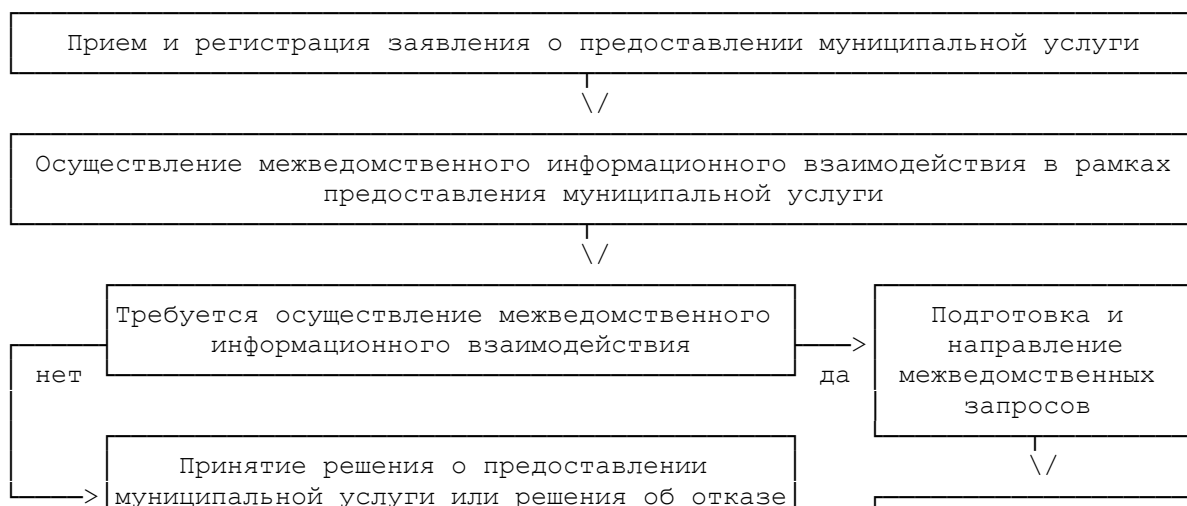 Прием и регистрация заявления о предоставлении муниципальной услуги
\/
Осуществление межведомственного информационного взаимодействия в рамках
предоставления муниципальной услуги
\/
Требуется осуществление межведомственного
информационного взаимодействия
нет
да
>
Подготовка и
направление
межведомственных
запросов
\/
Принятие решения о предоставлении
>муниципальной услуги или решения об отказе